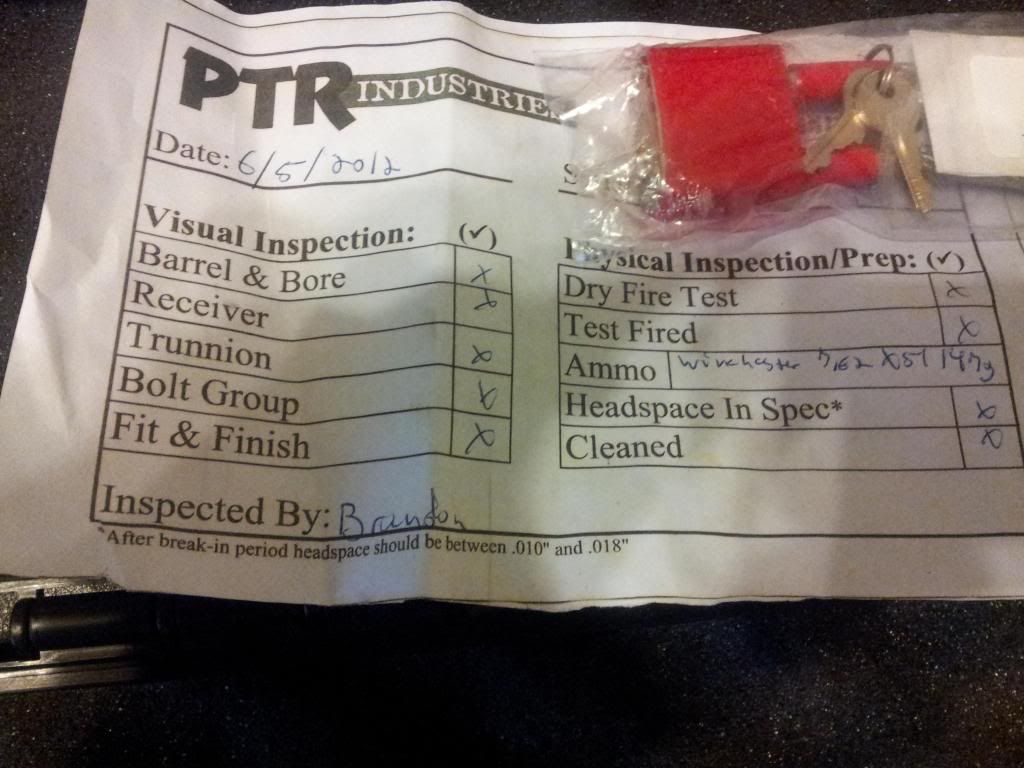 PTR INDUSTRIE
Date: 6/5/2012
S
Visual Inspection: (✓)
Barrel & Bore x
Receiver x
Trunnion x
Bolt Group x
Fit & Finish x
Physical Inspection/Prep: (✓)
Dry Fire Test x
Test Fired x
Ammo Winchester 7.62 x51 147g
Headspace In Spec* x
Cleaned x
Inspected By: Brandon
*After break-in period headspace should be between .010" and .018"